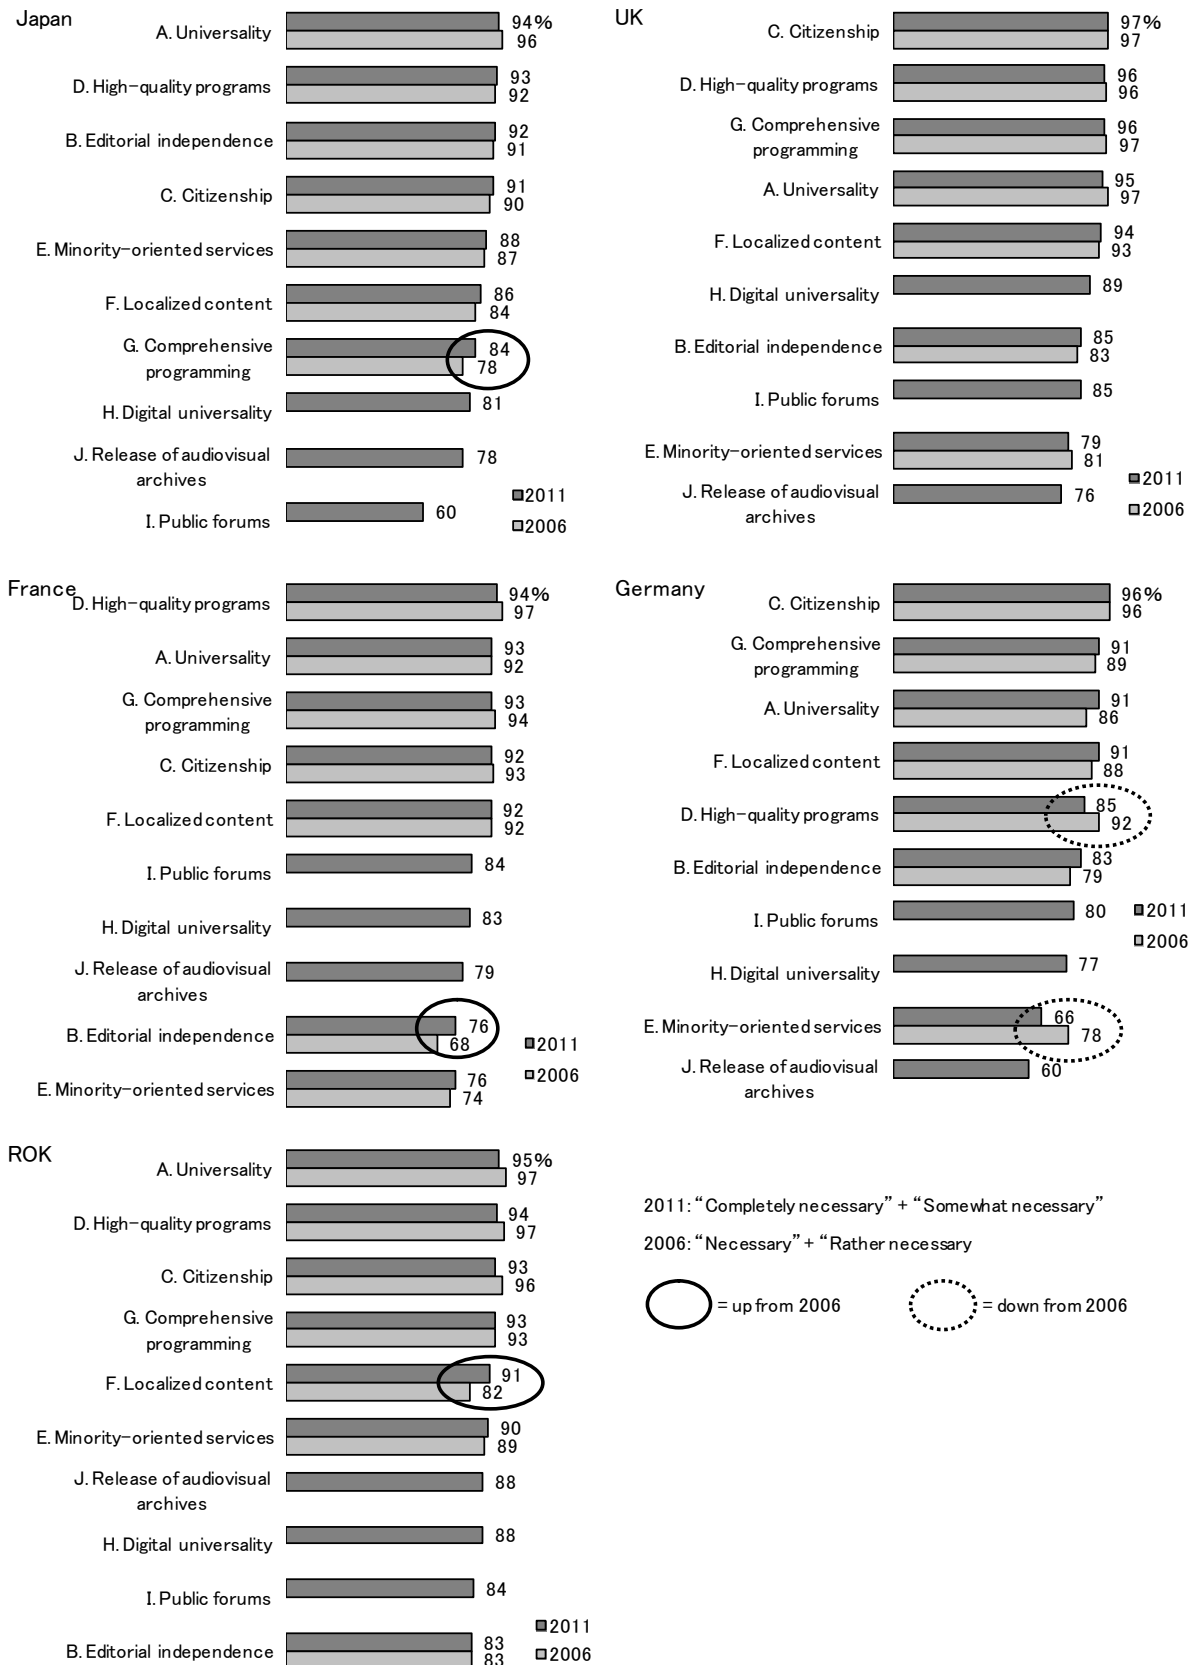 Japan
A. Universality
94%
96
D. High-quality programs
93
92
B. Editorial independence
92
91
C. Citizenship
91
90
E. Minority-oriented services
88
87
F. Localized content
86
84
G. Comprehensive
programming
84
78
H. Digital universality
81
J. Release of audiovisual
archives
78
I. Public forums
60
2011
2006
UK
C. Citizenship
97%
97
D. High-quality programs
96
96
G. Comprehensive
programming
96
97
A. Universality
95
97
F. Localized content
94
93
H. Digital universality
89
B. Editorial independence
85
83
I. Public forums
85
E. Minority-oriented services
79
81
J. Release of audiovisual
archives
76
2011
2006
France
D. High-quality programs
94%
97
A. Universality
93
92
G. Comprehensive
programming
93
94
C. Citizenship
92
93
F. Localized content
92
92
I. Public forums
84
H. Digital universality
83
J. Release of audiovisual
archives
79
B. Editorial independence
76
68
E. Minority-oriented services
76
74
2011
2006
Germany
C. Citizenship
96%
96
G. Comprehensive
programming
91
89
A. Universality
91
86
F. Localized content
91
88
D. High-quality programs
85
92
B. Editorial independence
83
79
I. Public forums
80
H. Digital universality
77
E. Minority-oriented services
66
78
J. Release of audiovisual
archives
60
2011
2006
ROK
A. Universality
95%
97
D. High-quality programs
94
97
C. Citizenship
93
96
G. Comprehensive
programming
93
93
F. Localized content
91
82
E. Minority-oriented services
90
89
J. Release of audiovisual
archives
88
H. Digital universality
88
I. Public forums
84
B. Editorial independence
83
83
2011
2006
2011: “Completely necessary” + “Somewhat necessary”
2006: “Necessary” + “Rather necessary
= up from 2006
= down from 2006